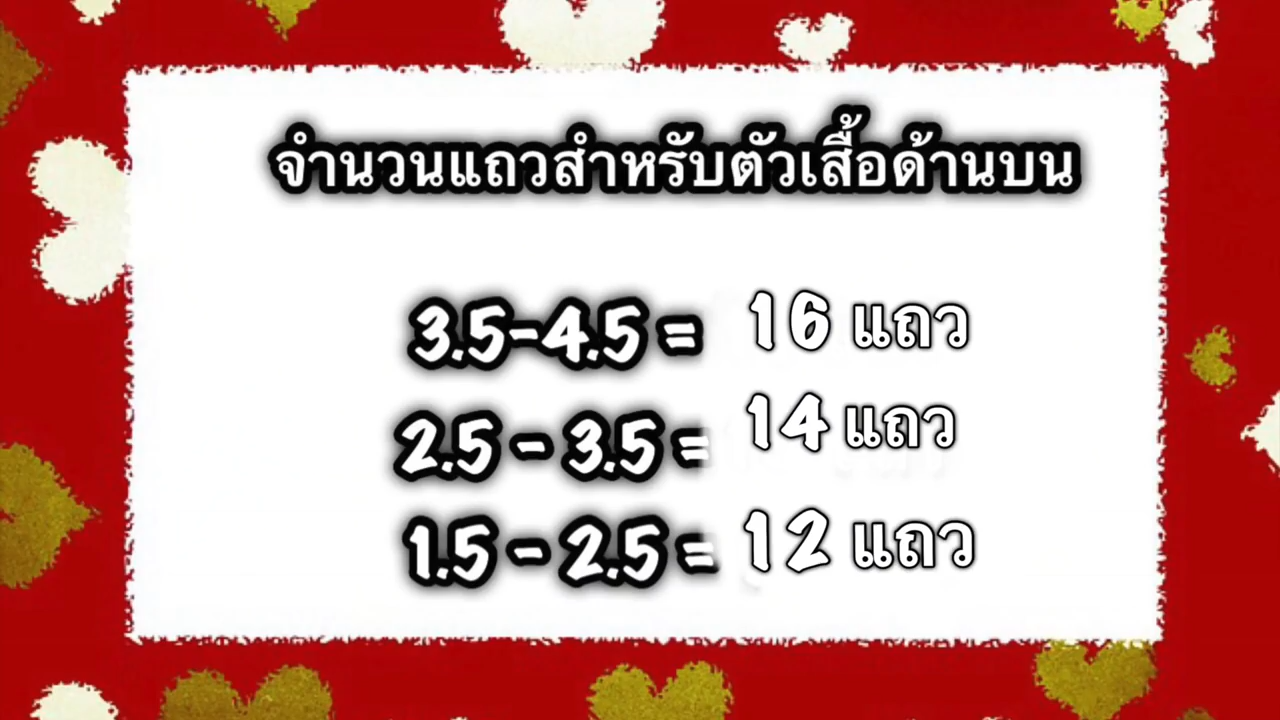 จำนวนแถวสำหรับตัวเสื้อด้านบน
3.5-4.5 = 16 แถว
2.5 - 3.5 = 14 แถว
1.5 - 2.5 = 12 แถว